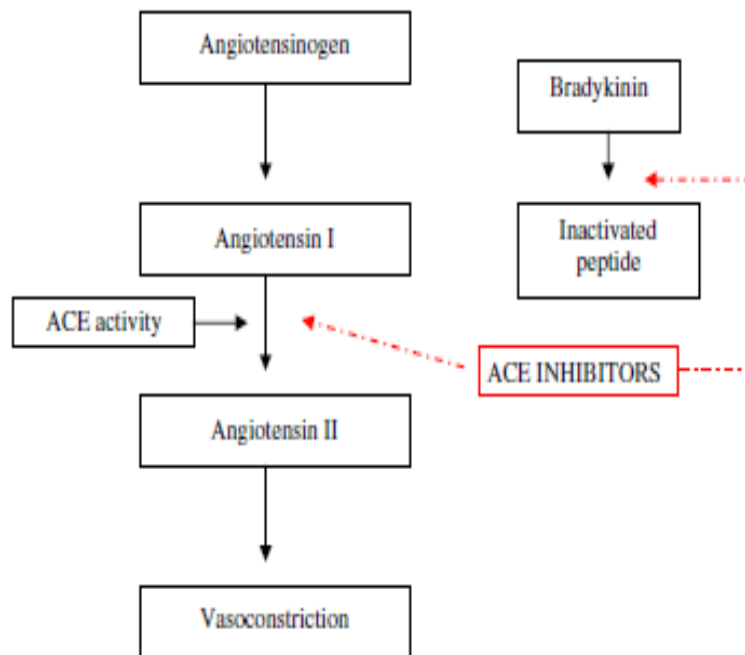 Angiotensinogen
Bradykinin
Angiotensin I
Inactivated
peptide
ACE activity
ACE INHIBITORS
Angiotensin II
Vasoconstriction